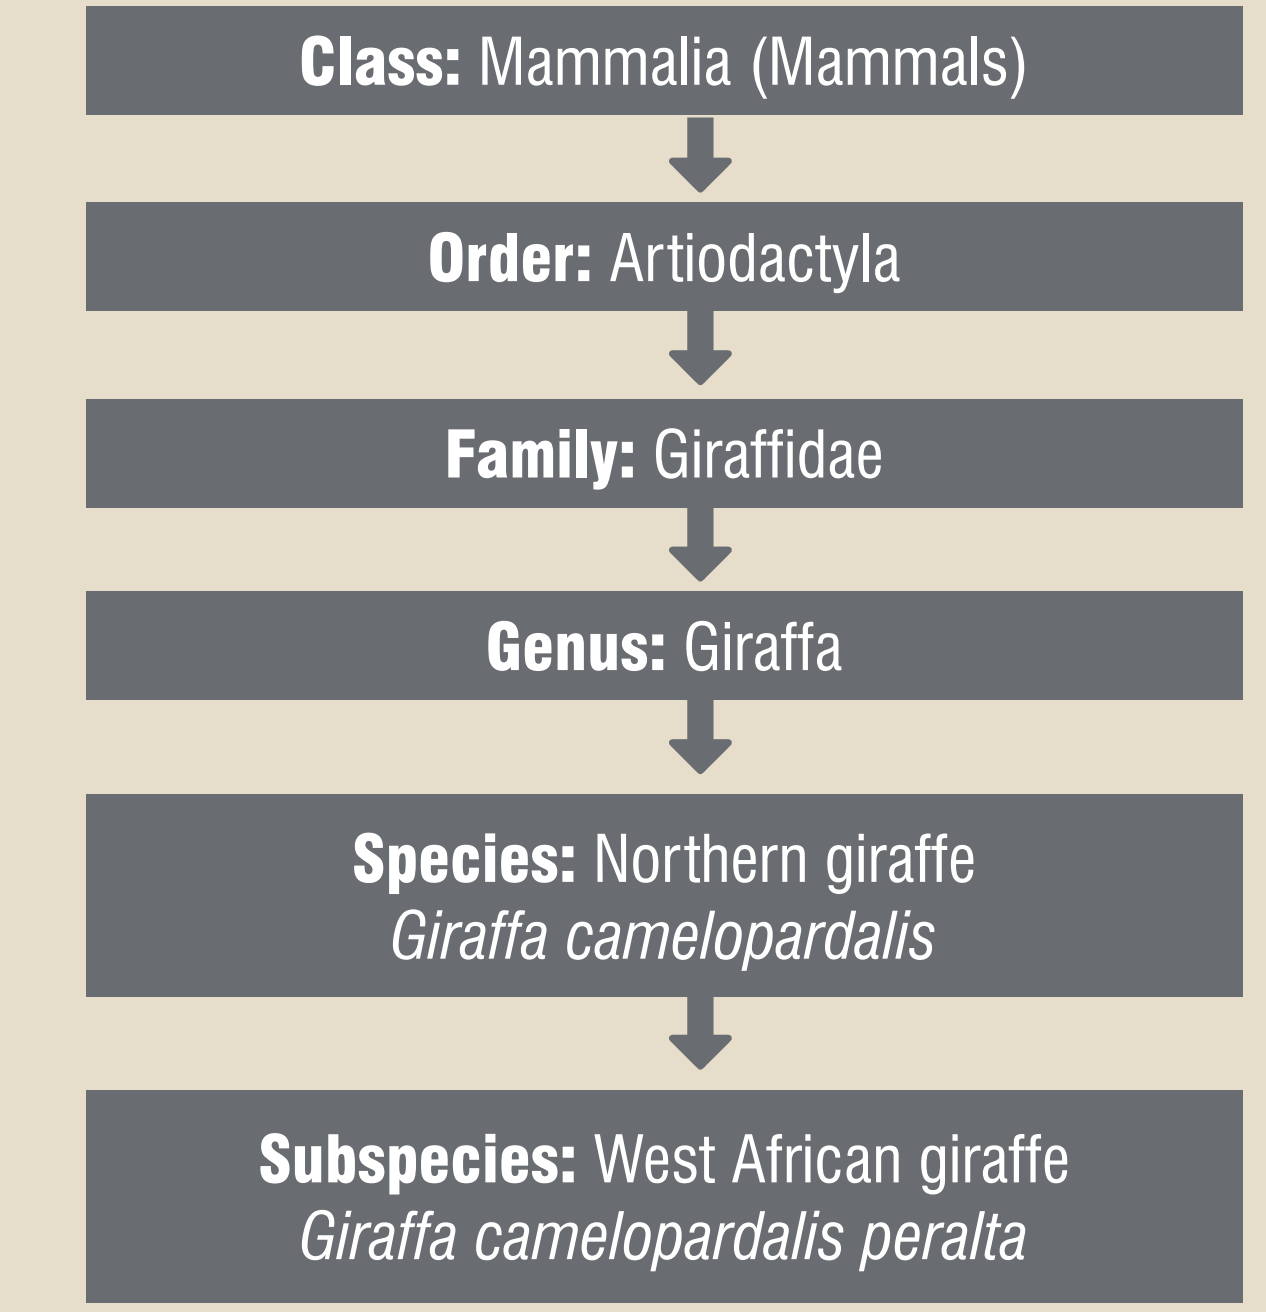 Class: Mammalia (Mammals)
Order: Artiodactyla
Family: Giraffidae
Genus: Giraffa
Species: Northern giraffe
Giraffa camelopardalis
Subspecies: West African giraffe
Giraffa camelopardalis peralta